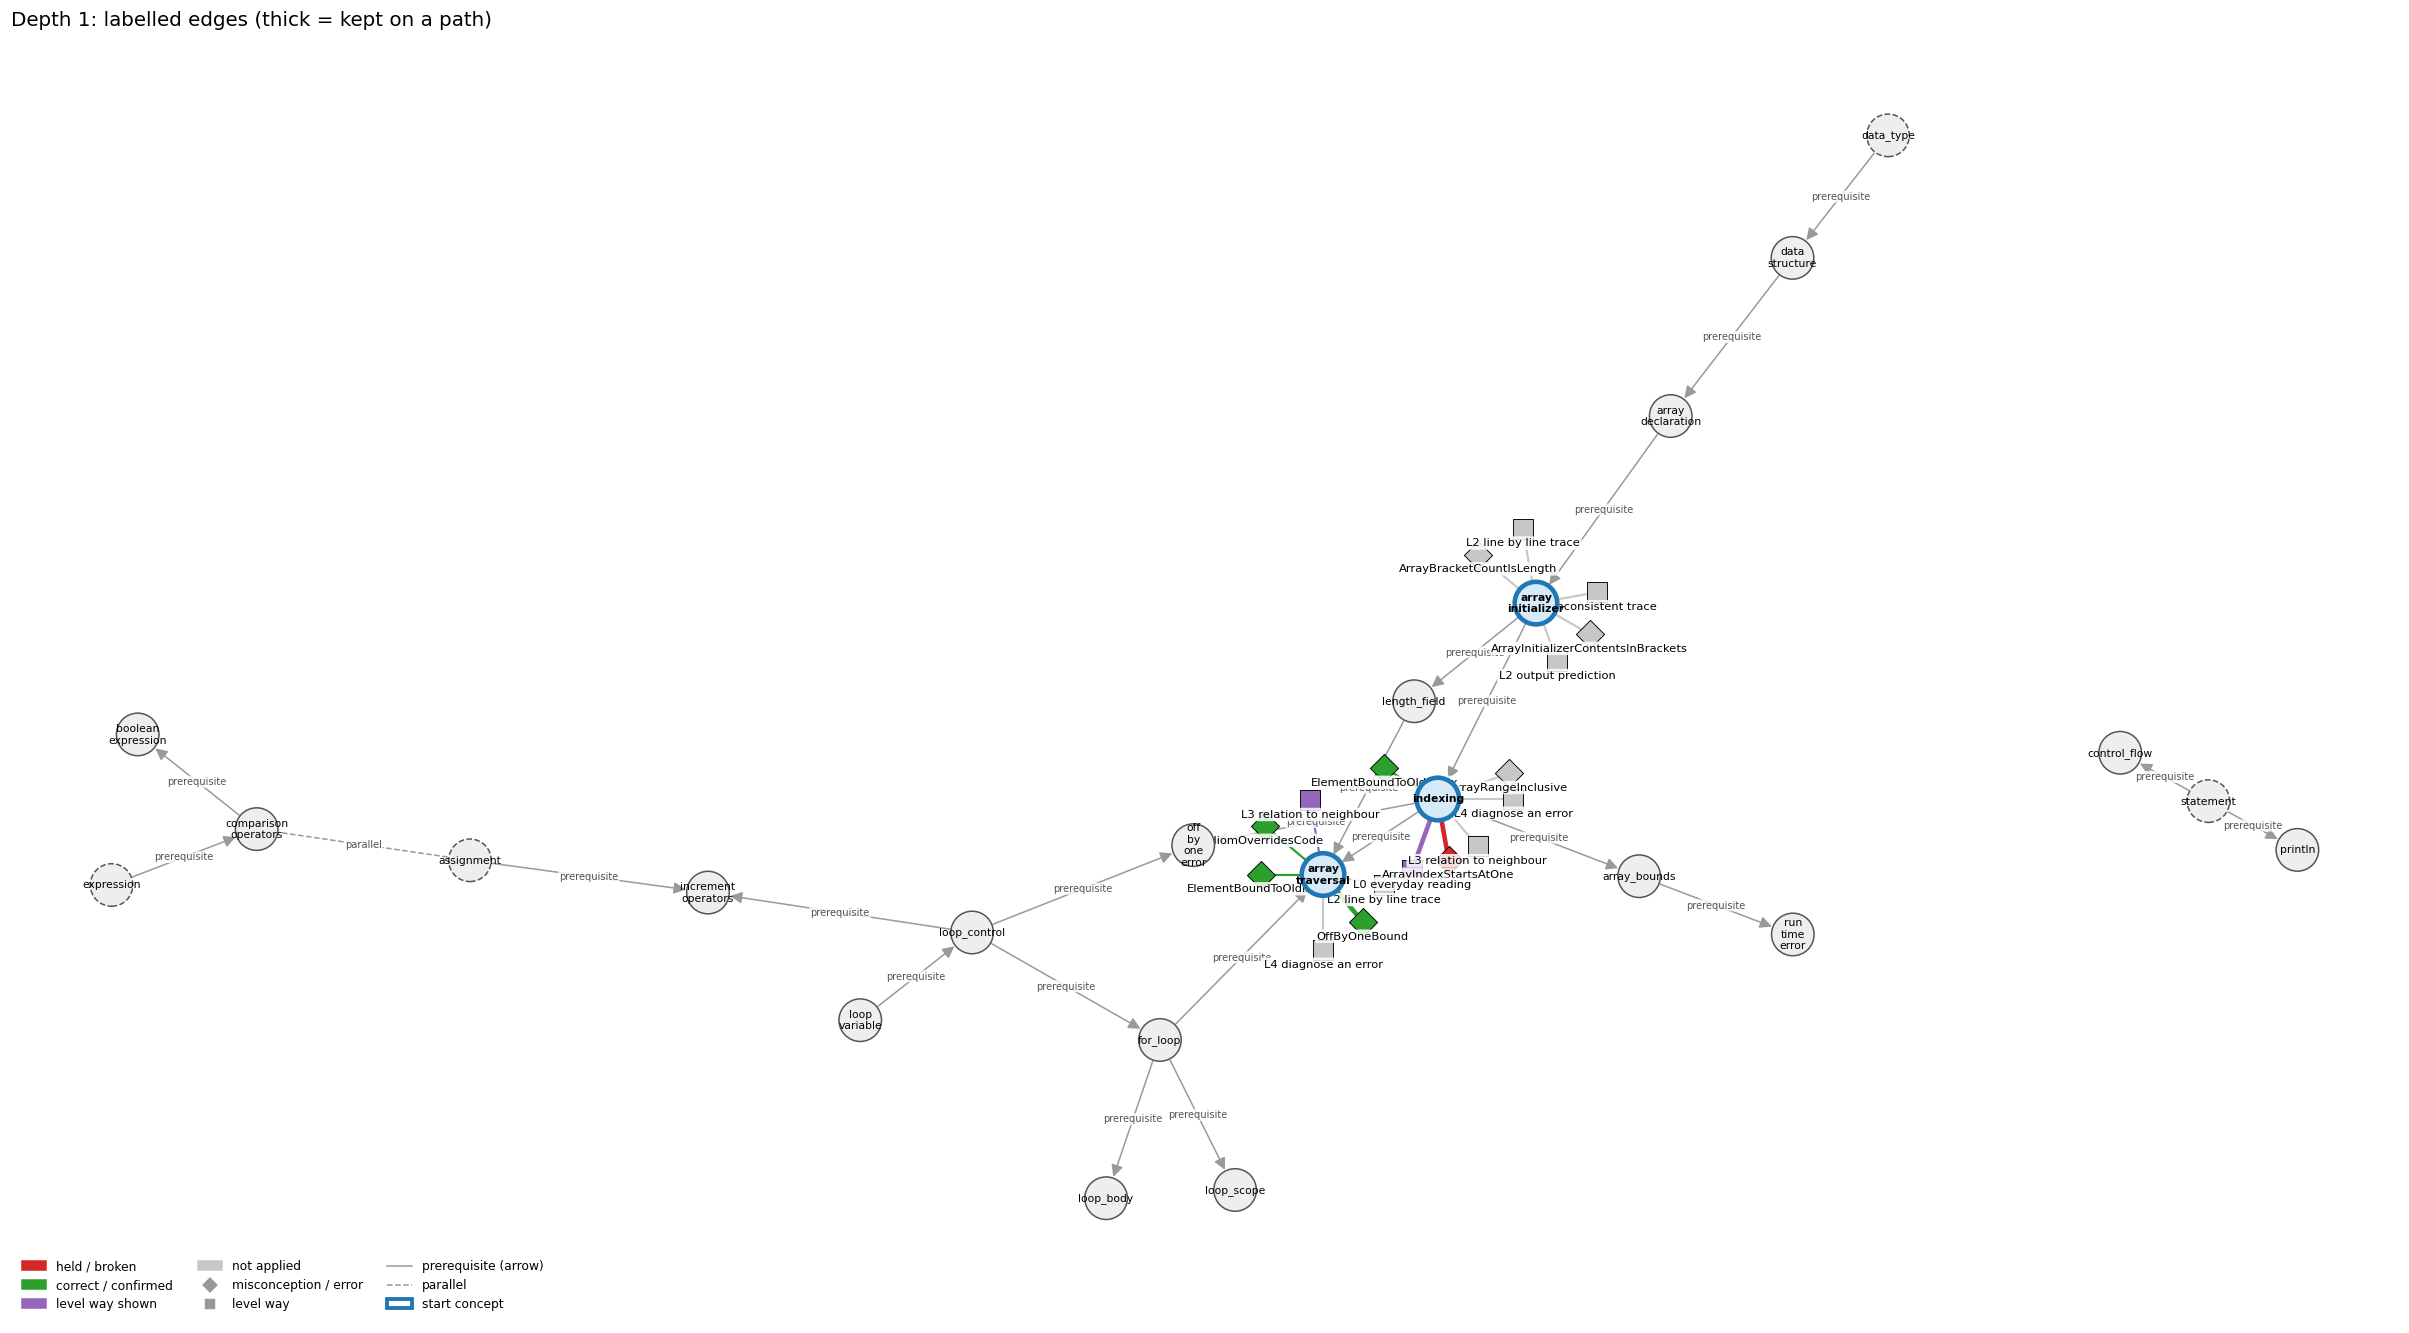 Depth 1: labelled edges (thick = kept on a path)
data_type
prerequisite
data
structure
prerequisite
array
declaration
prerequisite
L2 line by line trace
ArrayBracketCountIsLength
array
initializer
consistent trace
ArrayInitializerContentsInBrackets
prerequisite
L2 output prediction
length_field
prerequisite
boolean
expression
prerequisite
comparison
operators
prerequisite
expression
parallel
assignment
prerequisite
increment
operators
prerequisite
loop_control
prerequisite
off
by
one
error
ElementBoundToOld
prerequisite
indexing
rayRangeInclusive
L4 diagnose an error
L3 relation to neighbour
prerequisite
prerequisite
prerequisite
diomOverridesCode
L3 relation to neighbour
array
traversal
ArrayIndexStartsAtOne
ElementBoundToOld
L0 everyday reading
L2 line by line trace
OffByOneBound
L4 diagnose an error
prerequisite
array_bounds
prerequisite
run
time
error
control_flow
prerequisite
statement
prerequisite
println
prerequisite
loop
variable
prerequisite
for_loop
prerequisite
prerequisite
loop_body
loop_scope
held / broken
correct / confirmed
level way shown
not applied
misconception / error
level way
prerequisite (arrow)
parallel
start concept